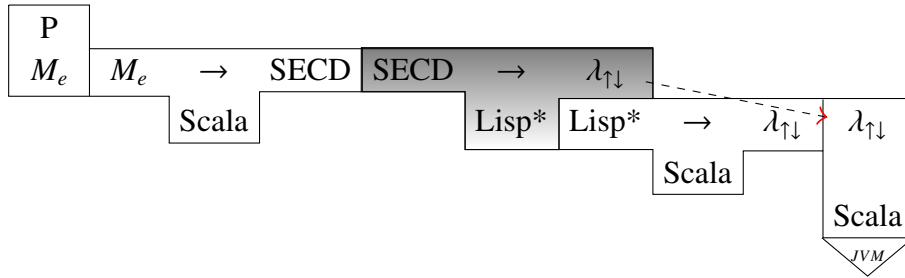 P
M_e M_e → SECD SECD → λ↑↓
Scala Lisp* Lisp* → λ↑↓ λ↑↓
Scala Scala
JVM